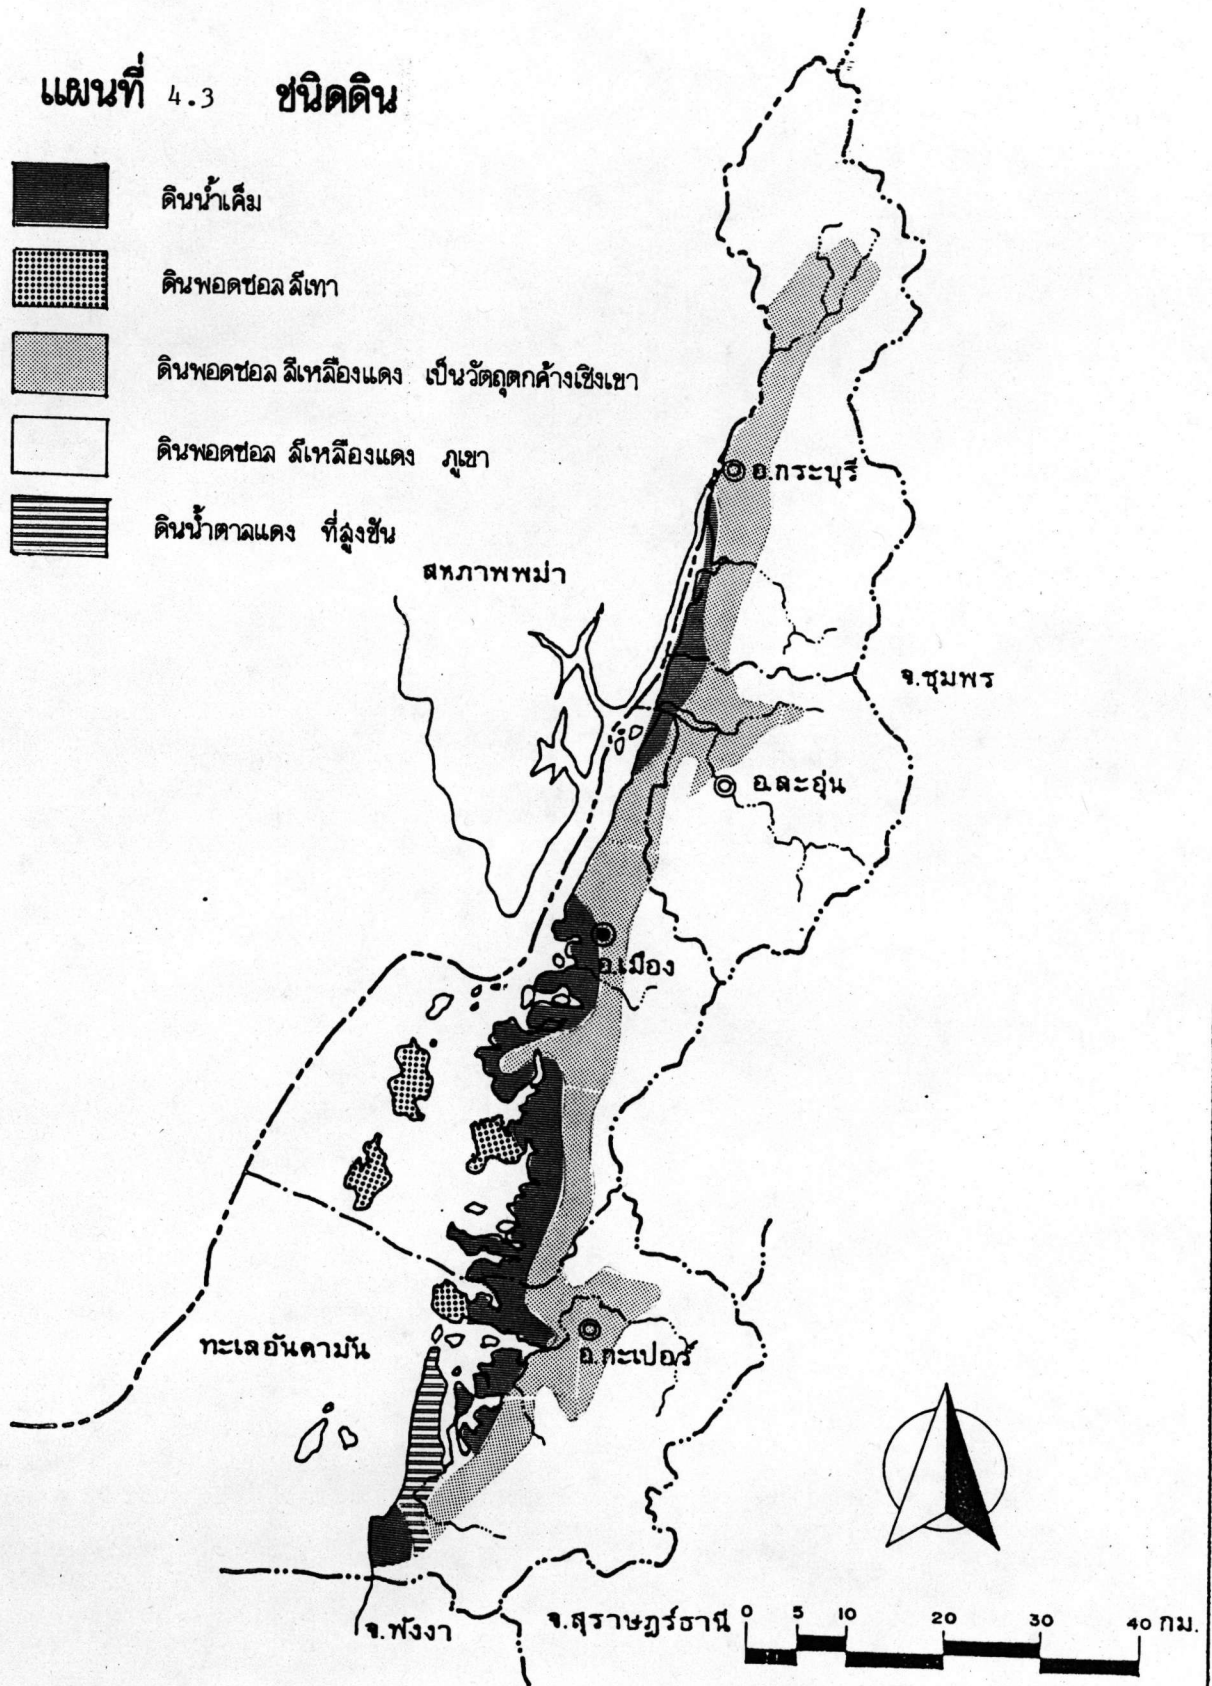 แผนที่ 4.3 ชนิดดิน
ดินน้ำเค็ม
ดินพอดซอล สีเทา
ดินพอดซอล สีเหลืองแดง เป็นวัตถุตกค้างเชิงเขา
ดินพอดซอล สีเหลืองแดง ภูเขา
ดินน้ำตาลแดง ที่สูงชัน
อ.กระบุรี
สหภาพพม่า
จ.ชุมพร
อ.ละอุ่น
อ.เมือง
ทะเลอันดามัน
อ.กะเปอร์
จ.พังงา
จ.สุราษฎร์ธานี
0 5 10 20 30 40 กม.